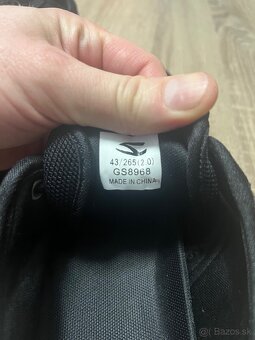 43/265(2.0)
GS8968
MADE IN CHINA
Bazos.sk